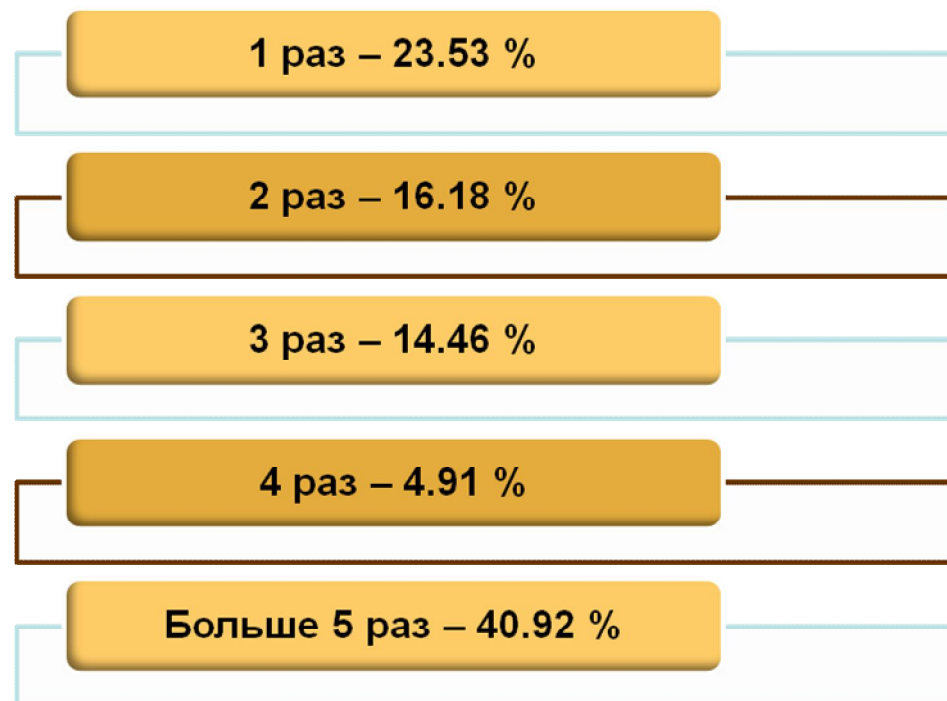 1 раз – 23.53 %
2 раз – 16.18 %
3 раз – 14.46 %
4 раз – 4.91 %
Больше 5 раз – 40.92 %